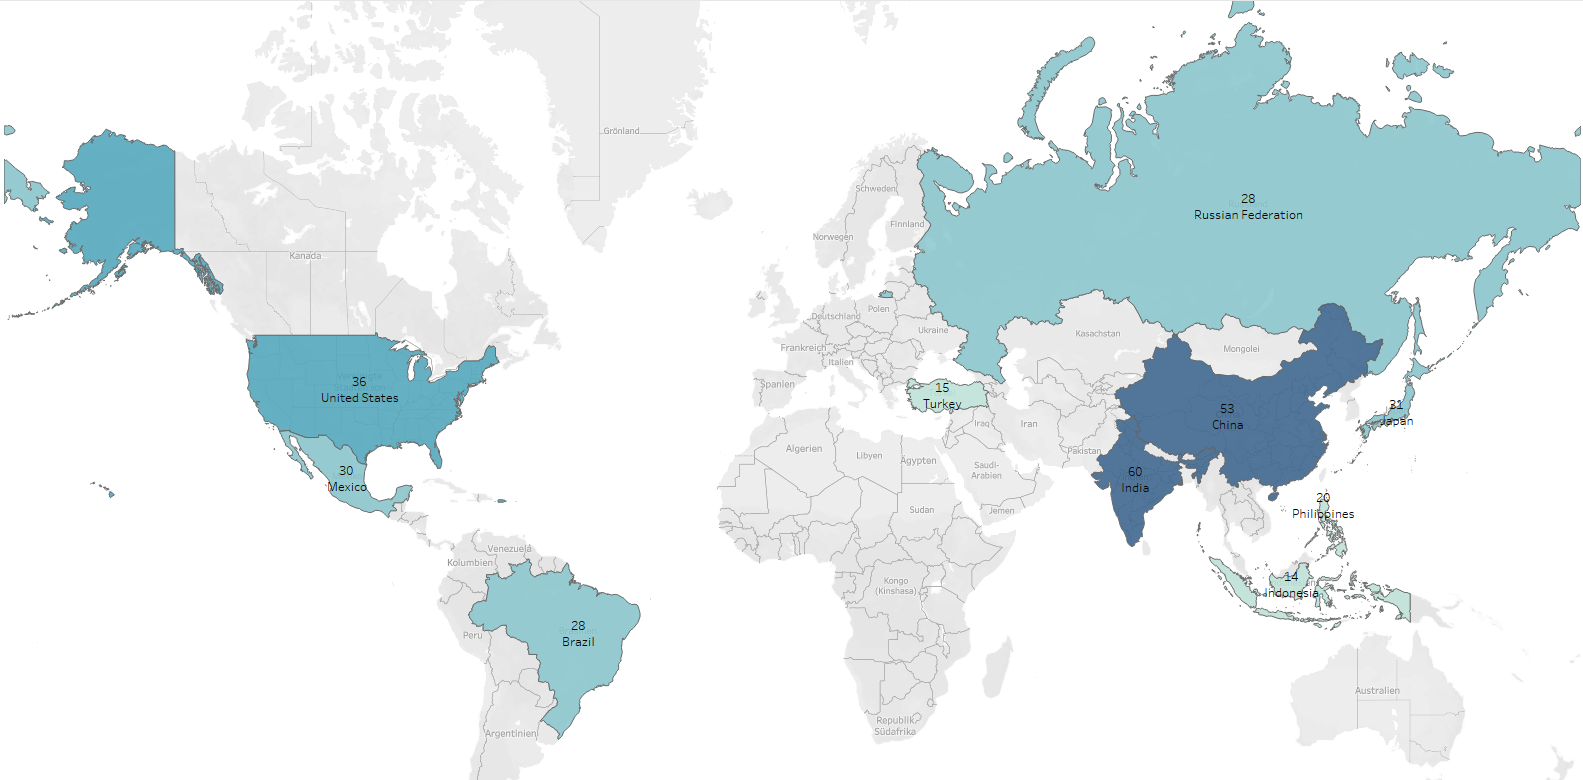 Grönland
Schweden
Finnland
Norwegen
28
Russian Federation
Kanada
Deutschland
Polen
Ukraine
Kasachstan
Mongolei
Frankreich
Italien
Spanien
36
United States
15
Turkey
53
China
31
Japan
Iraq
Iran
Pakistan
Algerien
Libyen
Ägypten
Saudi-
Arabien
30
Mexico
60
India
Sudan
Jemen
20
Philippines
Venezuela
Kolumbien
Kongo
(Kinshasa)
14
Indonesia
28
Brazil
Peru
Australien
Republik
Südafrika
Argentinien